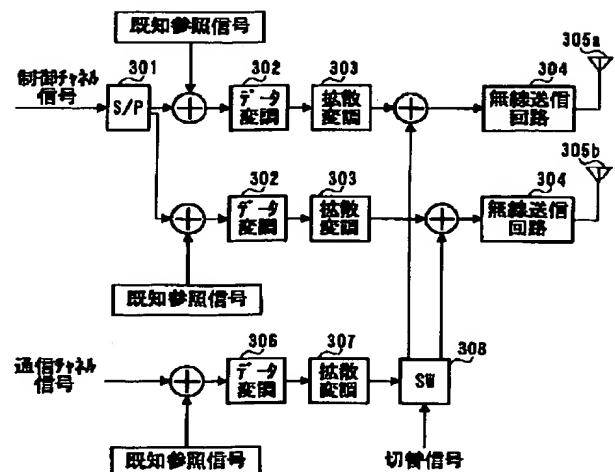 既知参照信号
305a
制御チャネル
信号
301
S/P
302
データ
変調
303
拡散
変調
304
無線送信
回路
305b
302
データ
変調
303
拡散
変調
304
無線送信
回路
既知参照信号
通信チャネル
信号
306
データ
変調
307
拡散
変調
308
SW
既知参照信号
切替信号